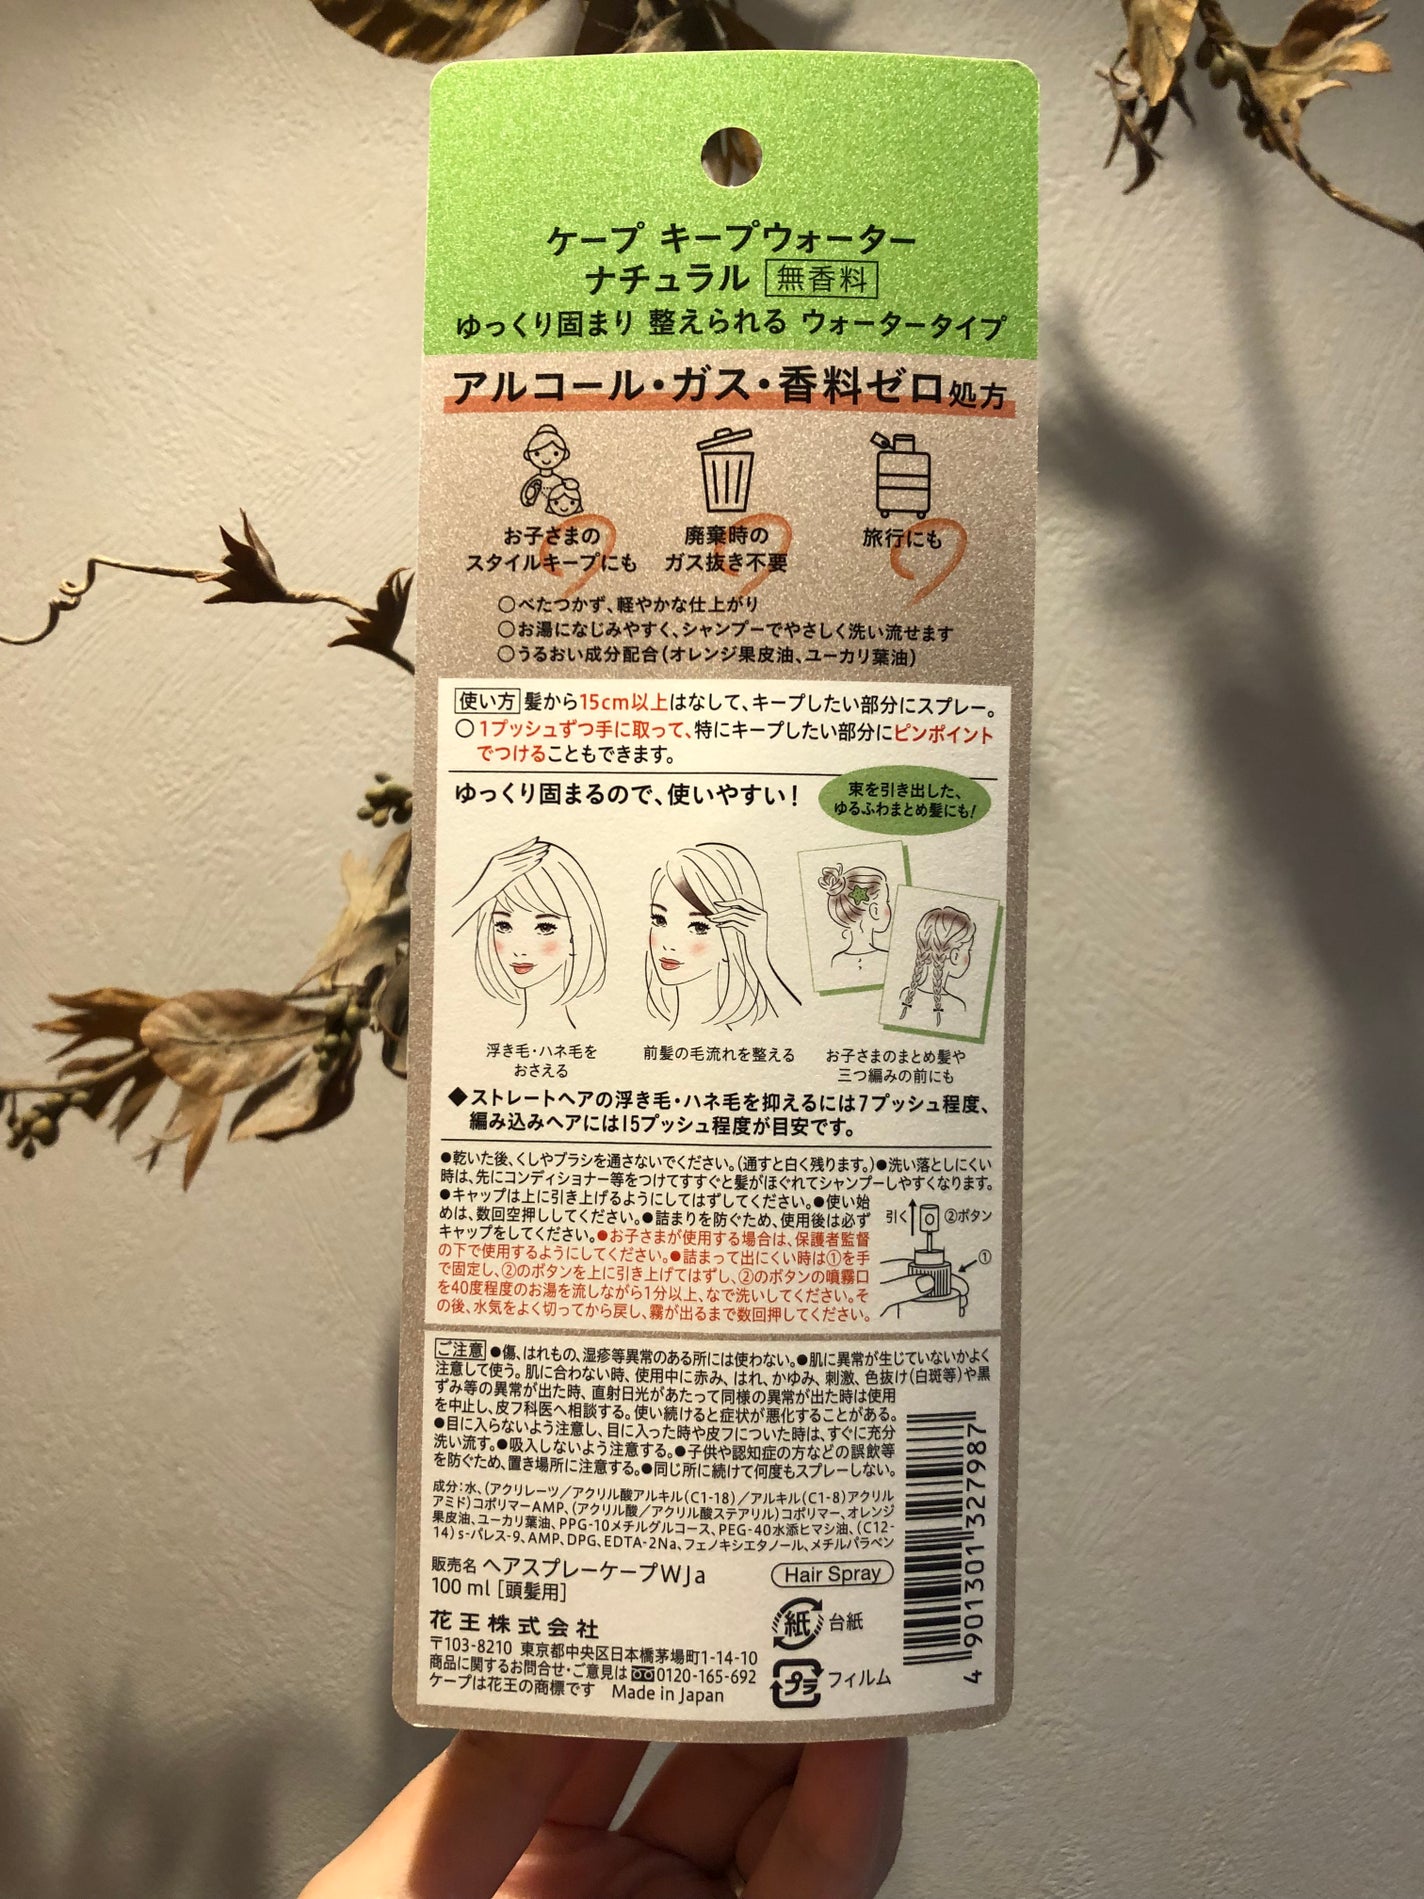 ケープ キープウォーター
ナチュラル 無香料
ゆっくり固まり 整えられる ウォータータイプ
アルコール・ガス・香料ゼロ処方
お子さまの
スタイルキープにも
廃棄時の
ガス抜き不要
旅行にも
○べたつかず、軽やかな仕上がり
○お湯になじみやすく、シャンプーでやさしく洗い流せます
○うるおい成分配合(オレンジ果皮油、ユーカリ葉油)
使い方 髪から15cm以上はなして、キープしたい部分にスプレー。
○1プッシュずつ手に取って、特にキープしたい部分にピンポイント
でつけることもできます。
ゆっくり固まるので、使いやすい!
束を引き出した、
ゆるふわまとめ髪にも!
浮き毛・ハネ毛を
おさえる
前髪の毛流れを整える
お子さまのまとめ髪や
三つ編みの前にも
◆ストレートヘアの浮き毛・ハネ毛を抑えるには7プッシュ程度、
編み込みヘアには15プッシュ程度が目安です。
●乾いた後、くしやブラシを通さないでください。(通すと白く残ります。)●洗い落としにくい
時は、先にコンディショナー等をつけてすすぐと髪がほぐれてシャンプーしやすくなります。
●キャップは上に引き上げるようにしてはずしてください。●使い始
めは、数回空押ししてください。●詰まりを防ぐため、使用後は必ず
キャップをしてください。●お子さまが使用する場合は、保護者監督
の下で使用するようにしてください。●詰まって出にくい時は①を手
で固定し、②のボタンを上に引き上げてはずし、②のボタンの噴霧口
を40度程度のお湯を流しながら1分以上、なで洗いしてください。そ
の後、水気をよく切ってから戻し、霧が出るまで数回押してください。
引く ②ボタン
①
ご注意 ●傷、はれもの、湿疹等異常のある所には使わない。●肌に異常が生じていないかよく
注意して使う。肌に合わない時、使用中に赤み、はれ、かゆみ、刺激、色抜け(白斑等)や黒
ずみ等の異常が出た時、直射日光があたって同様の異常が出た時は使用
を中止し、皮フ科医へ相談する。使い続けると症状が悪化することがある。
●目に入らないよう注意し、目に入った時や皮フについた時は、すぐに充分
洗い流す。●吸入しないよう注意する。●子供や認知症の方などの誤飲等
を防ぐため、置き場所に注意する。●同じ所に続けて何度もスプレーしない。
成分:水、(アクリレーツ/アクリル酸アルキル(C1-18)/アルキル(C1-8)アクリル
アミド)コポリマーAMP、(アクリル酸/アクリル酸ステアリル)コポリマー、オレンジ
果皮油、ユーカリ葉油、PPG-10メチルグルコース、PEG-40水添ヒマシ油、(C12-
14)s-パレス-9、AMP、DPG、EDTA-2Na、フェノキシエタノール、メチルパラベン
販売名 ヘアスプレーケープWJa
100 ml [頭髪用]
Hair Spray
花王株式会社
〒103-8210 東京都中央区日本橋茅場町1-14-10
商品に関するお問合せ・ご意見は 0120-165-692
ケープは花王の商標です Made in Japan
紙 台紙
プラ フィルム
4 901301 327987